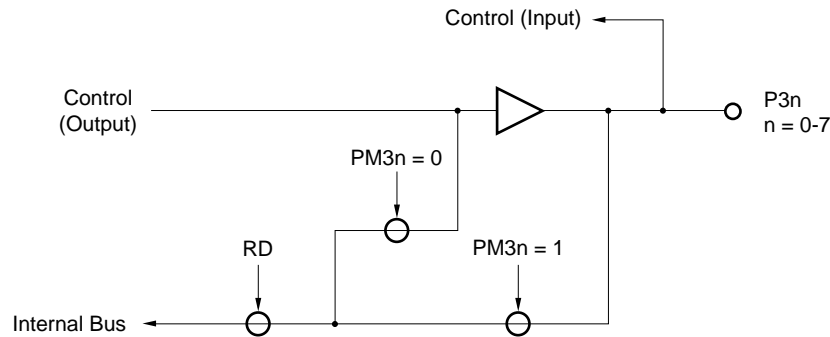 Control (Input)
Control
(Output)
P3n
n = 0-7
PM3n = 0
RD
PM3n = 1
Internal Bus